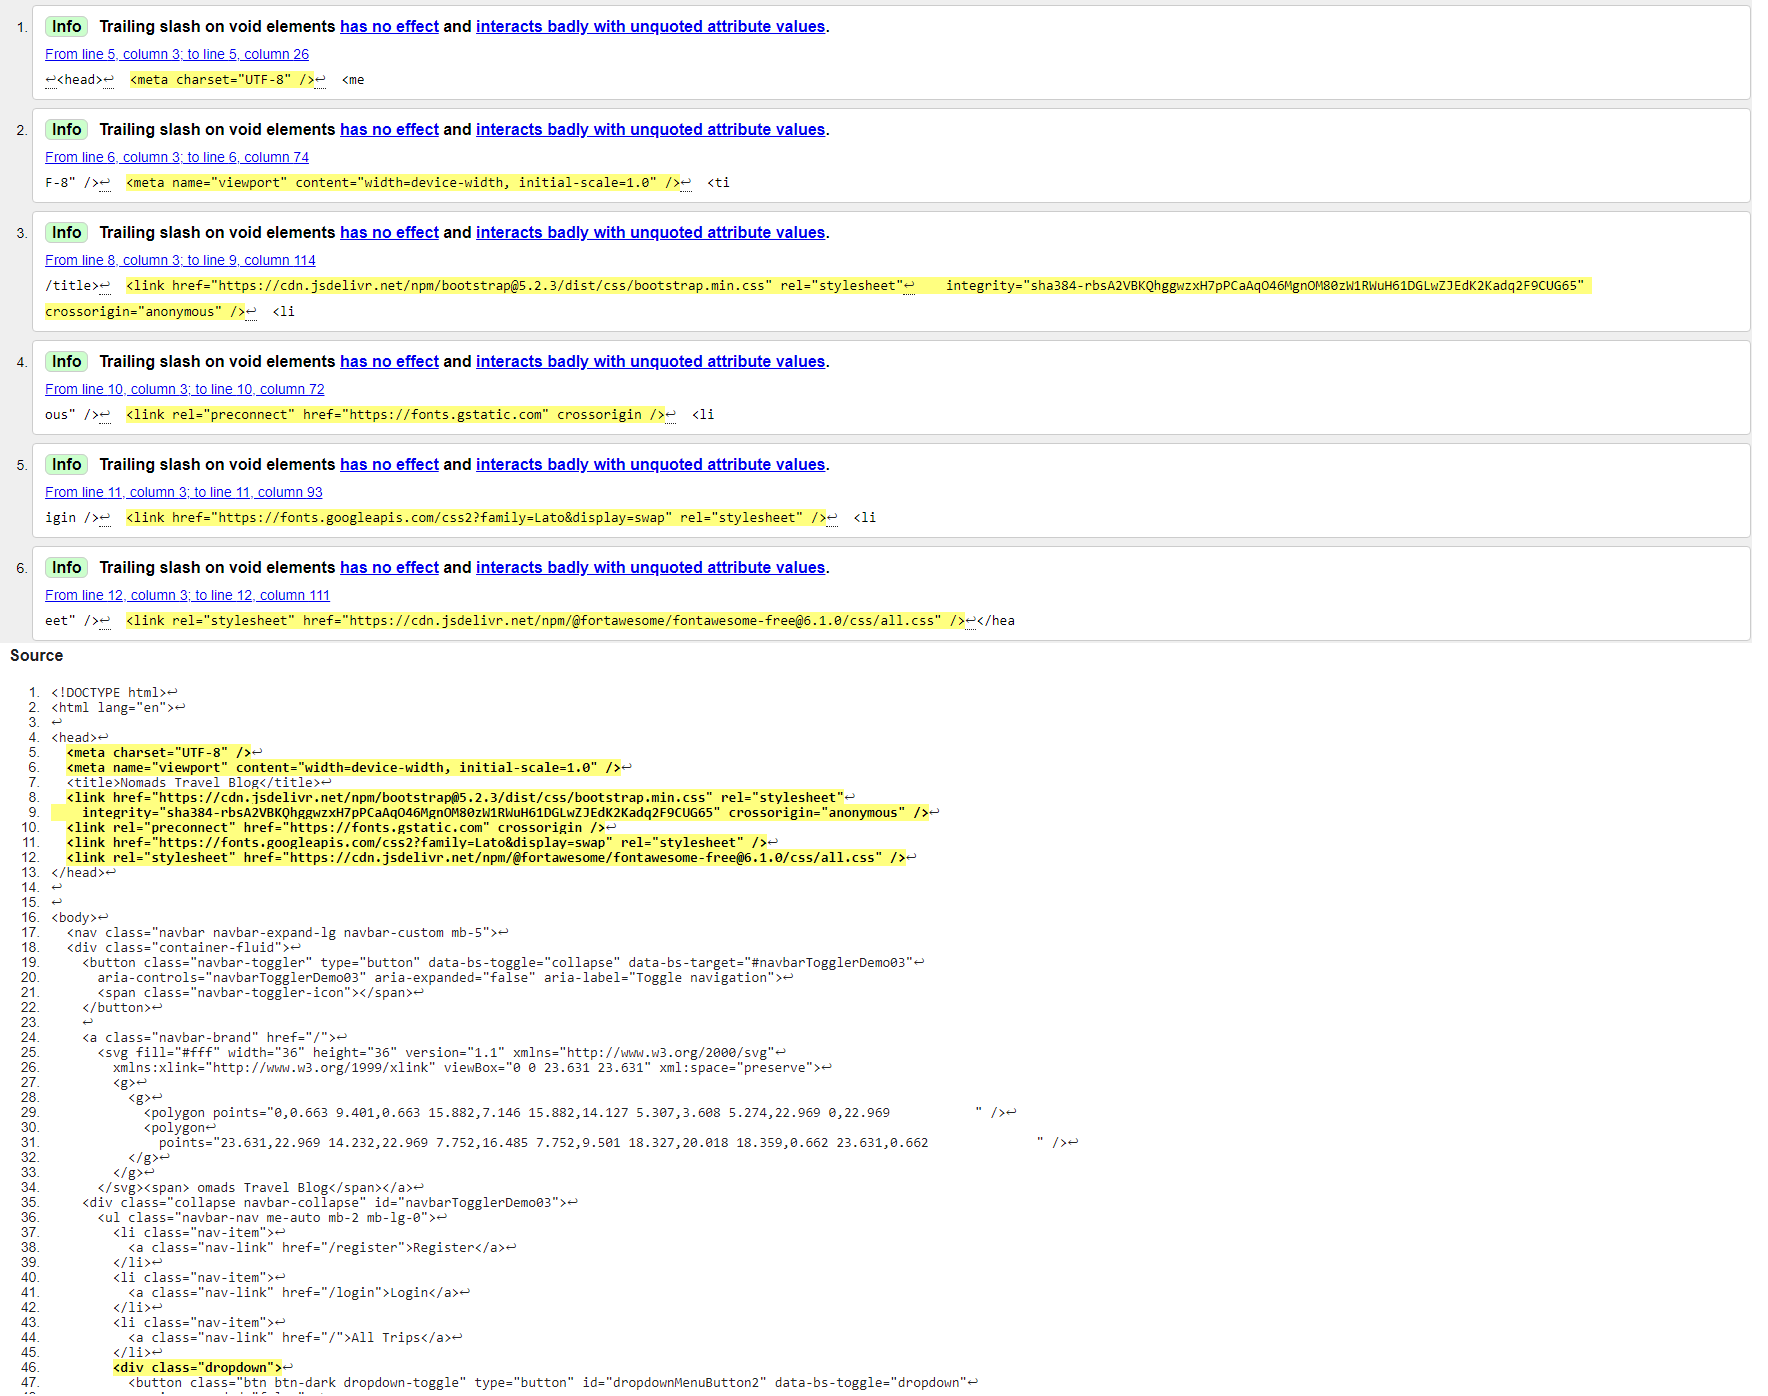 1. Info Trailing slash on void elements has no effect and interacts badly with unquoted attribute values.
From line 5, column 3; to line 5, column 26
↩<head>↩  <meta charset="UTF-8" />↩  <me
2. Info Trailing slash on void elements has no effect and interacts badly with unquoted attribute values.
From line 6, column 3; to line 6, column 74
F-8" />↩  <meta name="viewport" content="width=device-width, initial-scale=1.0" />↩  <ti
3. Info Trailing slash on void elements has no effect and interacts badly with unquoted attribute values.
From line 8, column 3; to line 9, column 114
/title>↩  <link href="https://cdn.jsdelivr.net/npm/bootstrap@5.2.3/dist/css/bootstrap.min.css" rel="stylesheet"↩    integrity="sha384-rbsA2VBKQhggwzxH7pPCaAqO46MgnOM80zW1RWuH61DGLwZJEdK2Kadq2F9CUG65"
crossorigin="anonymous" />↩  <li
4. Info Trailing slash on void elements has no effect and interacts badly with unquoted attribute values.
From line 10, column 3; to line 10, column 72
ous" />↩  <link rel="preconnect" href="https://fonts.gstatic.com" crossorigin />↩  <li
5. Info Trailing slash on void elements has no effect and interacts badly with unquoted attribute values.
From line 11, column 3; to line 11, column 93
igin />↩  <link href="https://fonts.googleapis.com/css2?family=Lato&display=swap" rel="stylesheet" />↩  <li
6. Info Trailing slash on void elements has no effect and interacts badly with unquoted attribute values.
From line 12, column 3; to line 12, column 111
eet" />↩  <link rel="stylesheet" href="https://cdn.jsdelivr.net/npm/@fortawesome/fontawesome-free@6.1.0/css/all.css" />↩</hea
Source
1. <!DOCTYPE html>↩
2. <html lang="en">↩
3. ↩
4. <head>↩
5.   <meta charset="UTF-8" />↩
6.   <meta name="viewport" content="width=device-width, initial-scale=1.0" />↩
7.   <title>Nomads Travel Blog</title>↩
8.   <link href="https://cdn.jsdelivr.net/npm/bootstrap@5.2.3/dist/css/bootstrap.min.css" rel="stylesheet"↩
9.     integrity="sha384-rbsA2VBKQhggwzxH7pPCaAqO46MgnOM80zW1RWuH61DGLwZJEdK2Kadq2F9CUG65" crossorigin="anonymous" />↩
10.   <link rel="preconnect" href="https://fonts.gstatic.com" crossorigin />↩
11.   <link href="https://fonts.googleapis.com/css2?family=Lato&display=swap" rel="stylesheet" />↩
12.   <link rel="stylesheet" href="https://cdn.jsdelivr.net/npm/@fortawesome/fontawesome-free@6.1.0/css/all.css" />↩
13. </head>↩
14. ↩
15. ↩
16. <body>↩
17.   <nav class="navbar navbar-expand-lg navbar-custom mb-5">↩
18.   <div class="container-fluid">↩
19.     <button class="navbar-toggler" type="button" data-bs-toggle="collapse" data-bs-target="#navbarTogglerDemo03"↩
20.       aria-controls="navbarTogglerDemo03" aria-expanded="false" aria-label="Toggle navigation">↩
21.       <span class="navbar-toggler-icon"></span>↩
22.     </button>↩
23.     ↩
24.     <a class="navbar-brand" href="/">↩
25.       <svg fill="#fff" width="36" height="36" version="1.1" xmlns="http://www.w3.org/2000/svg"↩
26.         xmlns:xlink="http://www.w3.org/1999/xlink" viewBox="0 0 23.631 23.631" xml:space="preserve">↩
27.         <g>↩
28.           <g>↩
29.             <polygon points="0,0.663 9.401,0.663 15.882,7.146 15.882,14.127 5.307,3.608 5.274,22.969 0,22.969           " />↩
30.             <polygon↩
31.               points="23.631,22.969 14.232,22.969 7.752,16.485 7.752,9.501 18.327,20.018 18.359,0.662 23.631,0.662              " />↩
32.           </g>↩
33.         </g>↩
34.       </svg><span> omads Travel Blog</span></a>↩
35.     <div class="collapse navbar-collapse" id="navbarTogglerDemo03">↩
36.       <ul class="navbar-nav me-auto mb-2 mb-lg-0">↩
37.         <li class="nav-item">↩
38.           <a class="nav-link" href="/register">Register</a>↩
39.         </li>↩
40.         <li class="nav-item">↩
41.           <a class="nav-link" href="/login">Login</a>↩
42.         </li>↩
43.         <li class="nav-item">↩
44.           <a class="nav-link" href="/">All Trips</a>↩
45.         </li>↩
46.         <div class="dropdown">↩
47.           <button class="btn btn-dark dropdown-toggle" type="button" id="dropdownMenuButton2" data-bs-toggle="dropdown"↩